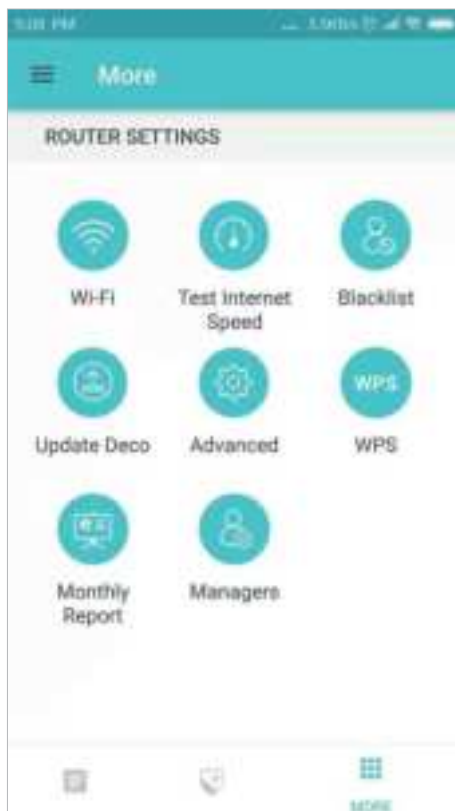 More
ROUTER SETTINGS
Wi-Fi
Test Internet
Speed
Blacklist
Update Deco
Advanced
WPS
WPS
Monthly
Report
Managers
MORE